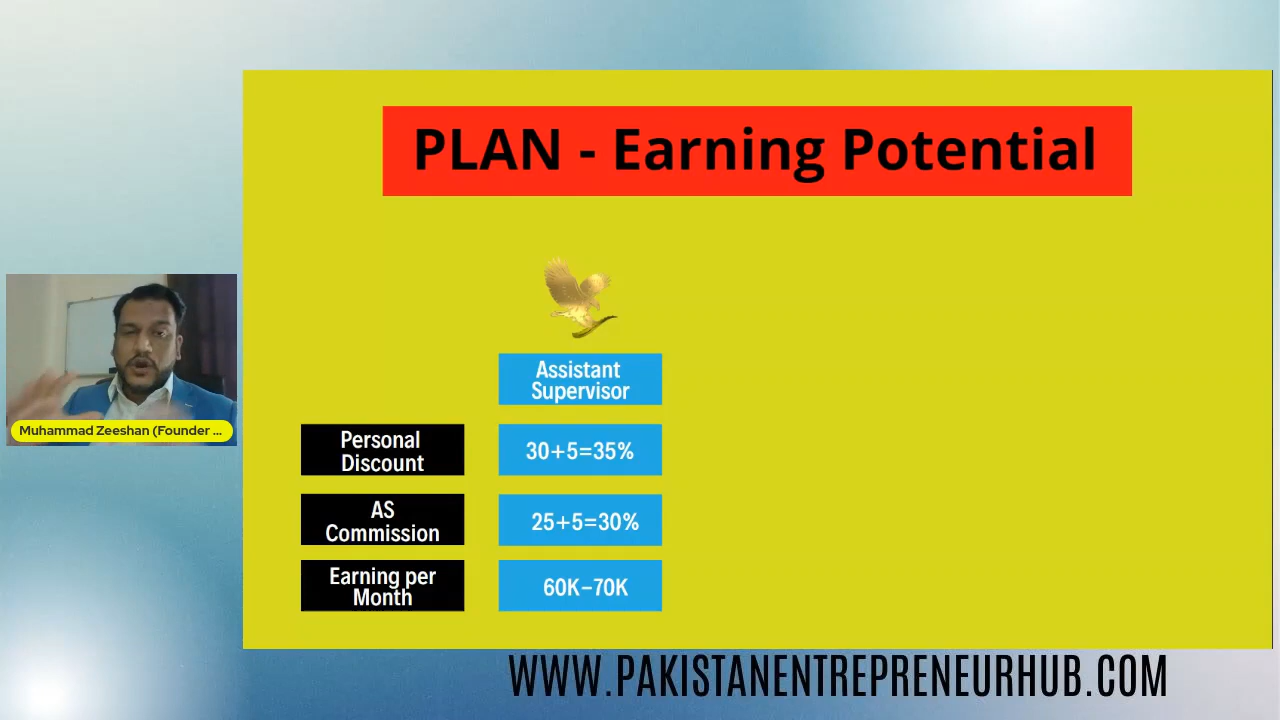 PLAN - Earning Potential
Assistant
Supervisor
Personal
Discount
30+5=35%
AS
Commission
25+5=30%
Earning per
Month
60K–70K
Muhammad Zeeshan (Founder ...
WWW.PAKISTANENTREPRENEURHUB.COM